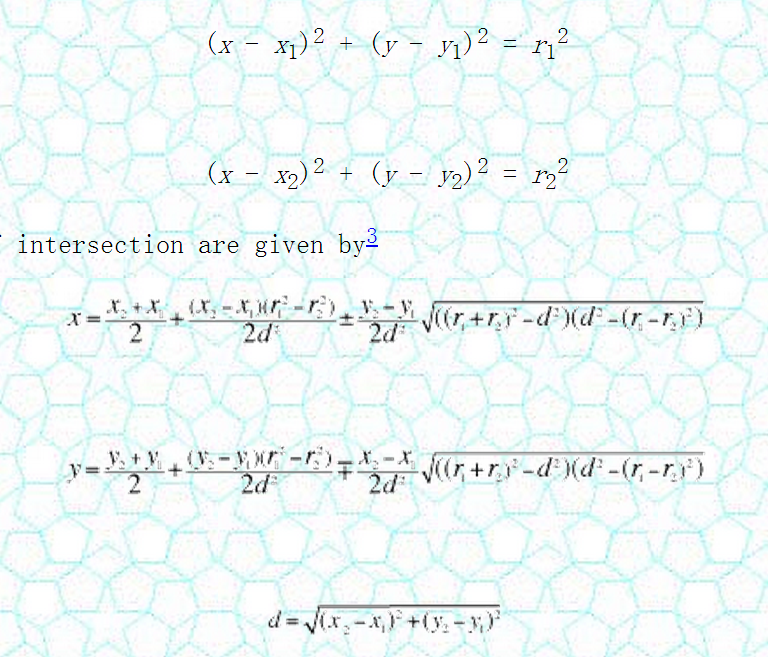 (x - x₁)² + (y - y₁)² = r₁²
(x - x₂)² + (y - y₂)² = r₂²
intersection are given by³
x = (x₂ + x₁)/2 + (x₂ - x₁)(r₁² - r₂²)/2d² ± (y₂ - y₁)/2d² √((r₁ + r₂)² - d²)(d² - (r₁ - r₂)²)
y = (y₂ + y₁)/2 + (y₂ - y₁)(r₁² - r₂²)/2d² ∓ (x₂ - x₁)/2d² √((r₁ + r₂)² - d²)(d² - (r₁ - r₂)²)
d = √(x₂ - x₁)² + (y₂ - y₁)²